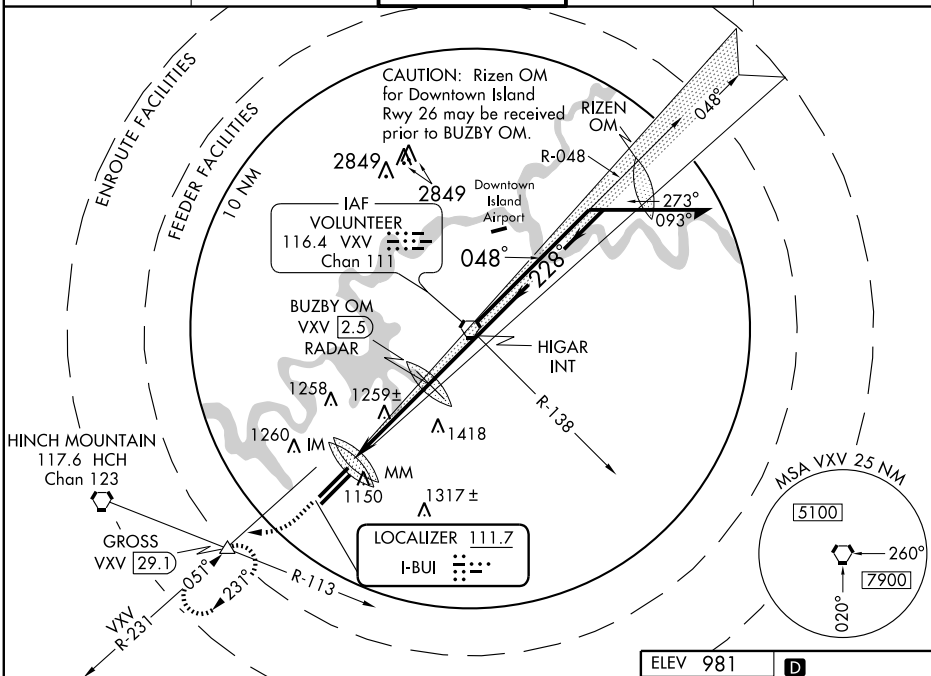 ENROUTE FACILITIES
FEEDER FACILITIES
10 NM
CAUTION: Rizen OM
for Downtown Island
Rwy 26 may be received
prior to BUZBY OM.
RIZEN
OM
048°
R-048
2849
2849
273°
093°
Downtown
Island
Airport
IAF
VOLUNTEER
116.4 VXV
Chan 111
048°
228°
BUZBY OM
VXV 2.5
RADAR
HIGAR
INT
R-138
1258
1259±
1418
1260
IM
MM
1150
1317±
HINCH MOUNTAIN
117.6 HCH
Chan 123
GROSS
VXV 29.1
051°
231°
R-113
VXV
R-231
LOCALIZER 111.7
I-BUI
MSA VXV 25 NM
5100
260°
7900
020°
ELEV 981
D